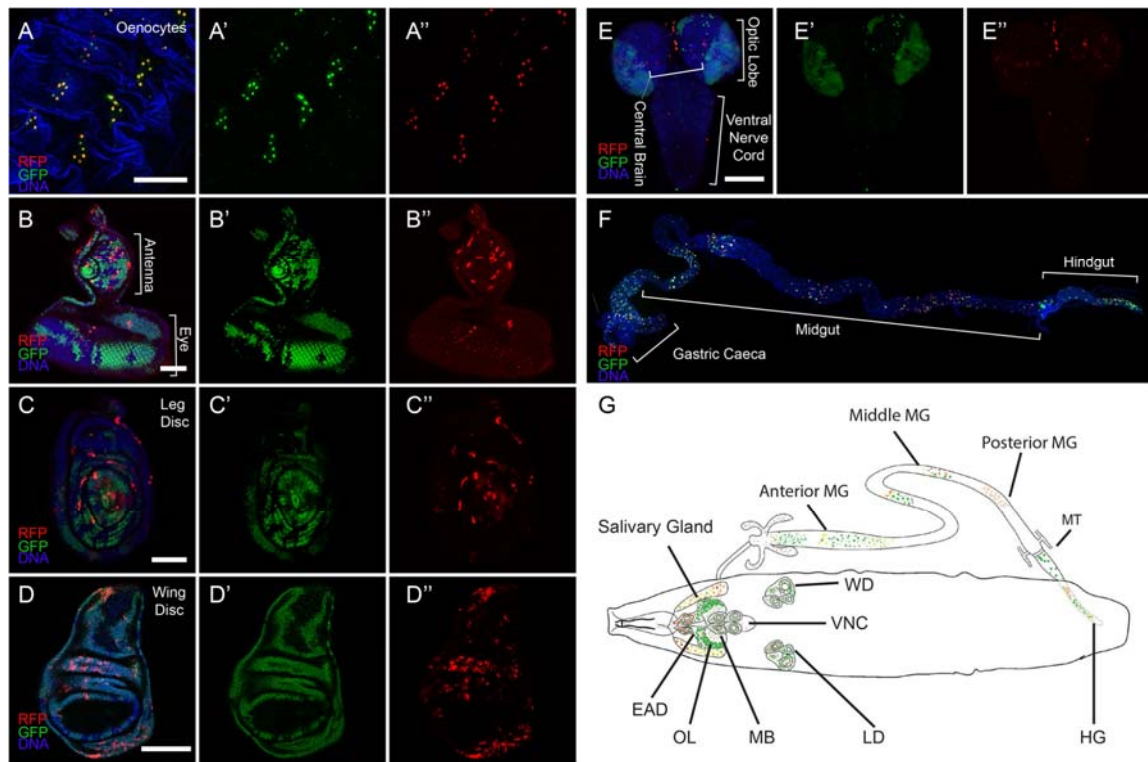 A
Oenocytes
RFP
GFP
DNA
A'
A''
B
Antenna
Eye
RFP
GFP
DNA
B'
B''
C
Leg
Disc
RFP
GFP
DNA
C'
C''
D
Wing
Disc
RFP
GFP
DNA
D'
D''
E
Optic Lobe
Central Brain
Ventral
Nerve
Cord
RFP
GFP
DNA
E'
E''
F
Hindgut
Midgut
Gastric Caeca
RFP
GFP
DNA
G
Middle MG
Posterior MG
Anterior MG
MT
Salivary Gland
WD
VNC
EAD
OL
MB
LD
HG